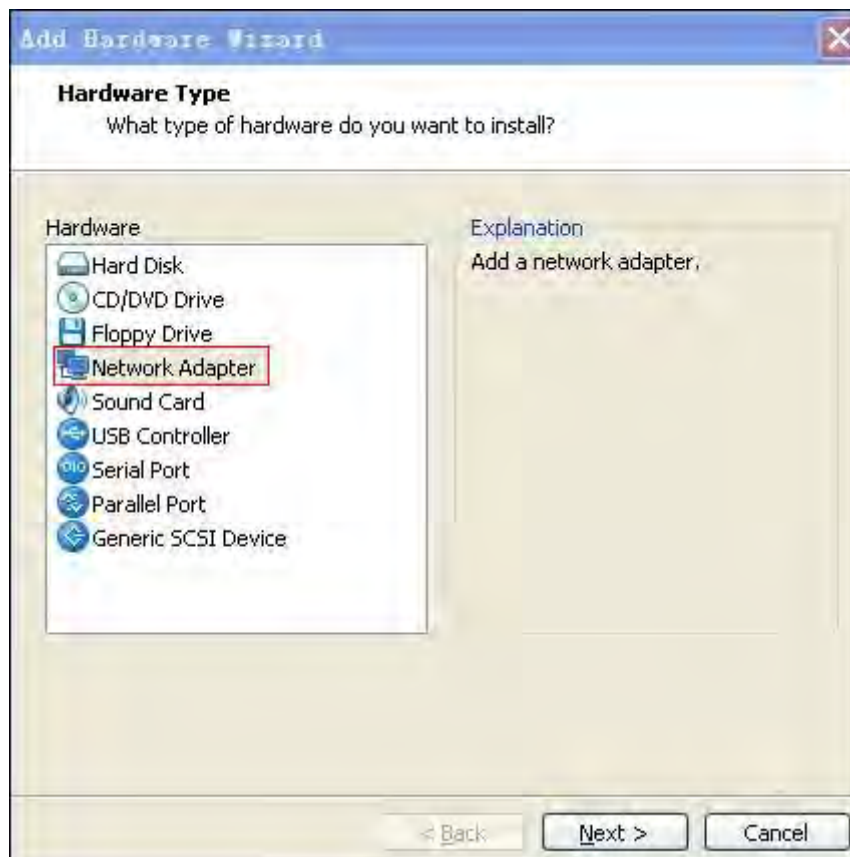 Add Hardware Wizard
Hardware Type
What type of hardware do you want to install?
Hardware
Hard Disk
CD/DVD Drive
Floppy Drive
Network Adapter
Sound Card
USB Controller
Serial Port
Parallel Port
Generic SCSI Device
Explanation
Add a network adapter.
< Back
Next >
Cancel